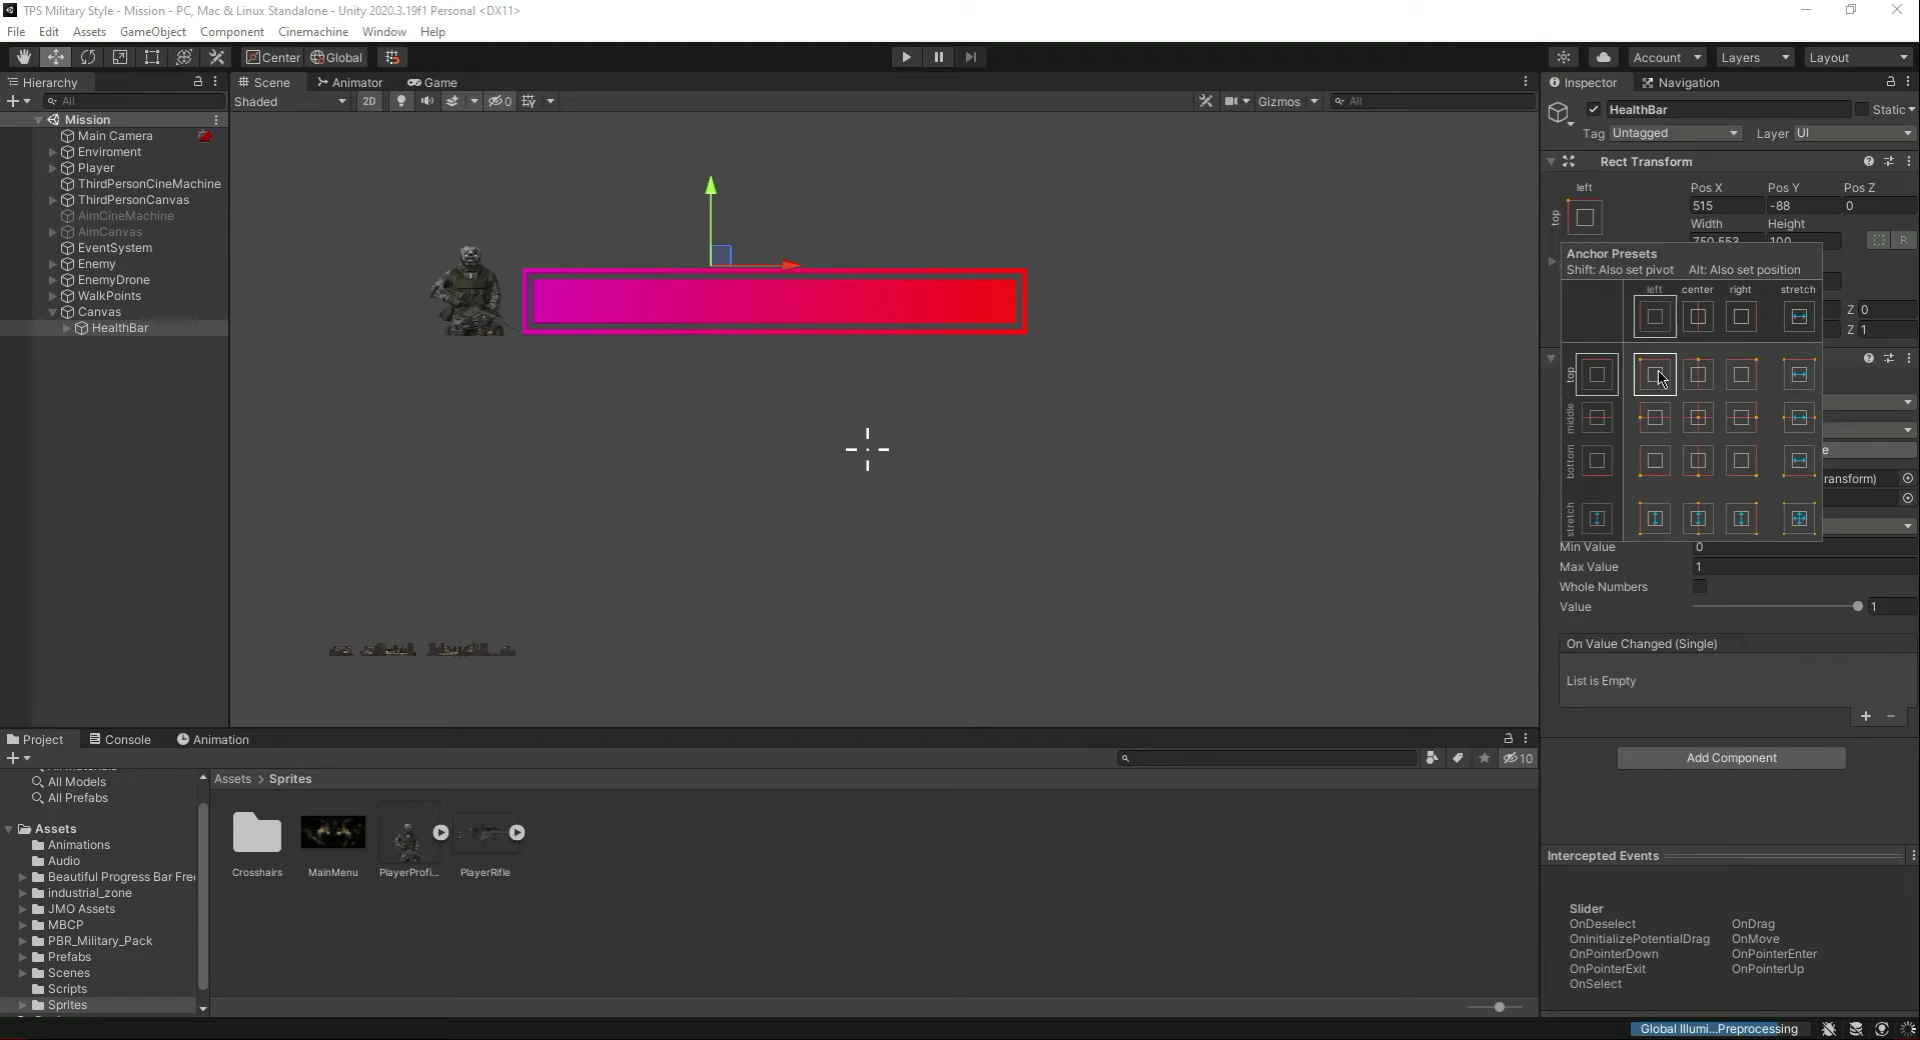 TPS Military Style - Mission - PC, Mac & Linux Standalone - Unity 2020.3.19f1 Personal <DX11>
File Edit Assets GameObject Component Cinemachine Window Help
Center Global Account Layers Layout
Hierarchy Scene Animator Game Inspector Navigation
All Shaded 2D 0 Gizmos All
Mission
Main Camera
Enviroment
Player
ThirdPersonCineMachine
ThirdPersonCanvas
AimCineMachine
AimCanvas
EventSystem
Enemy
EnemyDrone
WalkPoints
Canvas
HealthBar
HealthBar Static
Tag Untagged Layer UI
Rect Transform
left Pos X Pos Y Pos Z
top 515 -88 0
Width Height
750.553 100 R
Anchor Presets
Shift: Also set pivot Alt: Also set position
left center right stretch
Z 0
Z 1
top
middle
bottom
stretch
e
ransform)
Min Value 0
Max Value 1
Whole Numbers
Value 1
On Value Changed (Single)
List is Empty
Add Component
Intercepted Events
Slider
OnDeselect OnDrag
OnInitializePotentialDrag OnMove
OnPointerDown OnPointerEnter
OnPointerExit OnPointerUp
OnSelect
Project Console Animation
10
All Models
All Prefabs
Assets
Animations
Audio
Beautiful Progress Bar Fre
industrial_zone
JMO Assets
MBCP
PBR_Military_Pack
Prefabs
Scenes
Scripts
Sprites
Assets > Sprites
Crosshairs MainMenu PlayerProfi... PlayerRifle
Global Illumi...Preprocessing